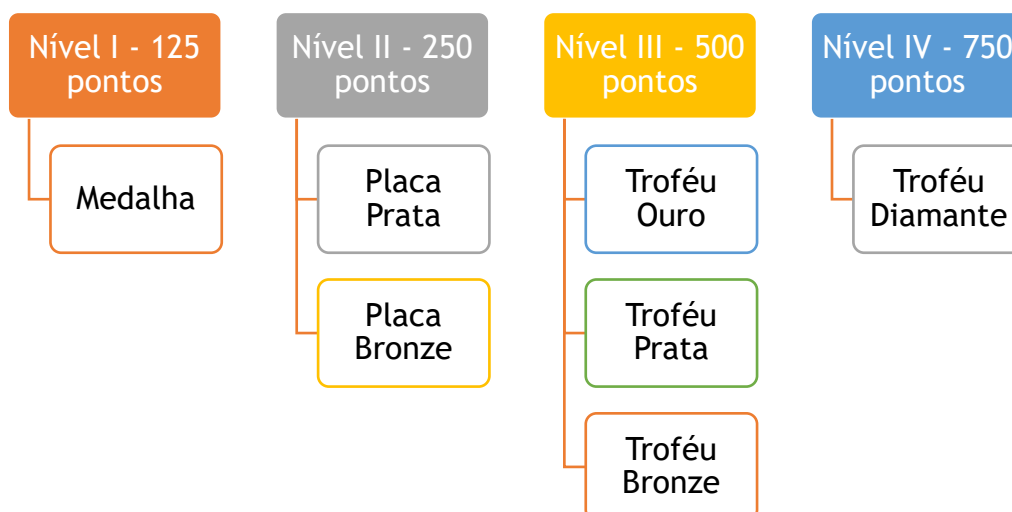 Nível I - 125
pontos
Medalha
Nível II - 250
pontos
Placa
Prata
Placa
Bronze
Nível III - 500
pontos
Troféu
Ouro
Troféu
Prata
Troféu
Bronze
Nível IV - 750
pontos
Troféu
Diamante